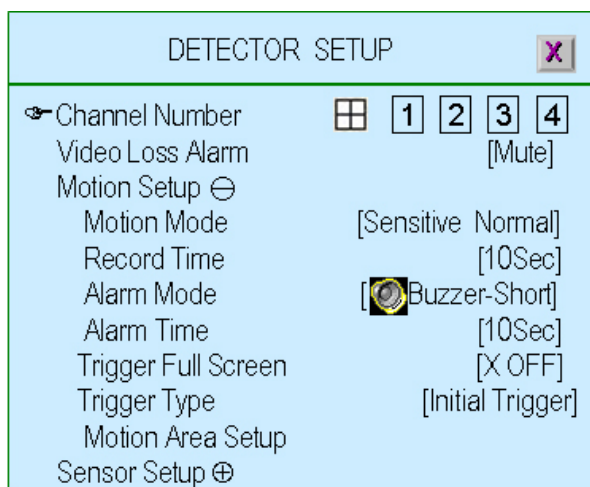 DETECTOR SETUP X
Channel Number 1 2 3 4
Video Loss Alarm [Mute]
Motion Setup ⊖
Motion Mode [Sensitive Normal]
Record Time [10Sec]
Alarm Mode [Buzzer-Short]
Alarm Time [10Sec]
Trigger Full Screen [X OFF]
Trigger Type [Initial Trigger]
Motion Area Setup
Sensor Setup ⊕